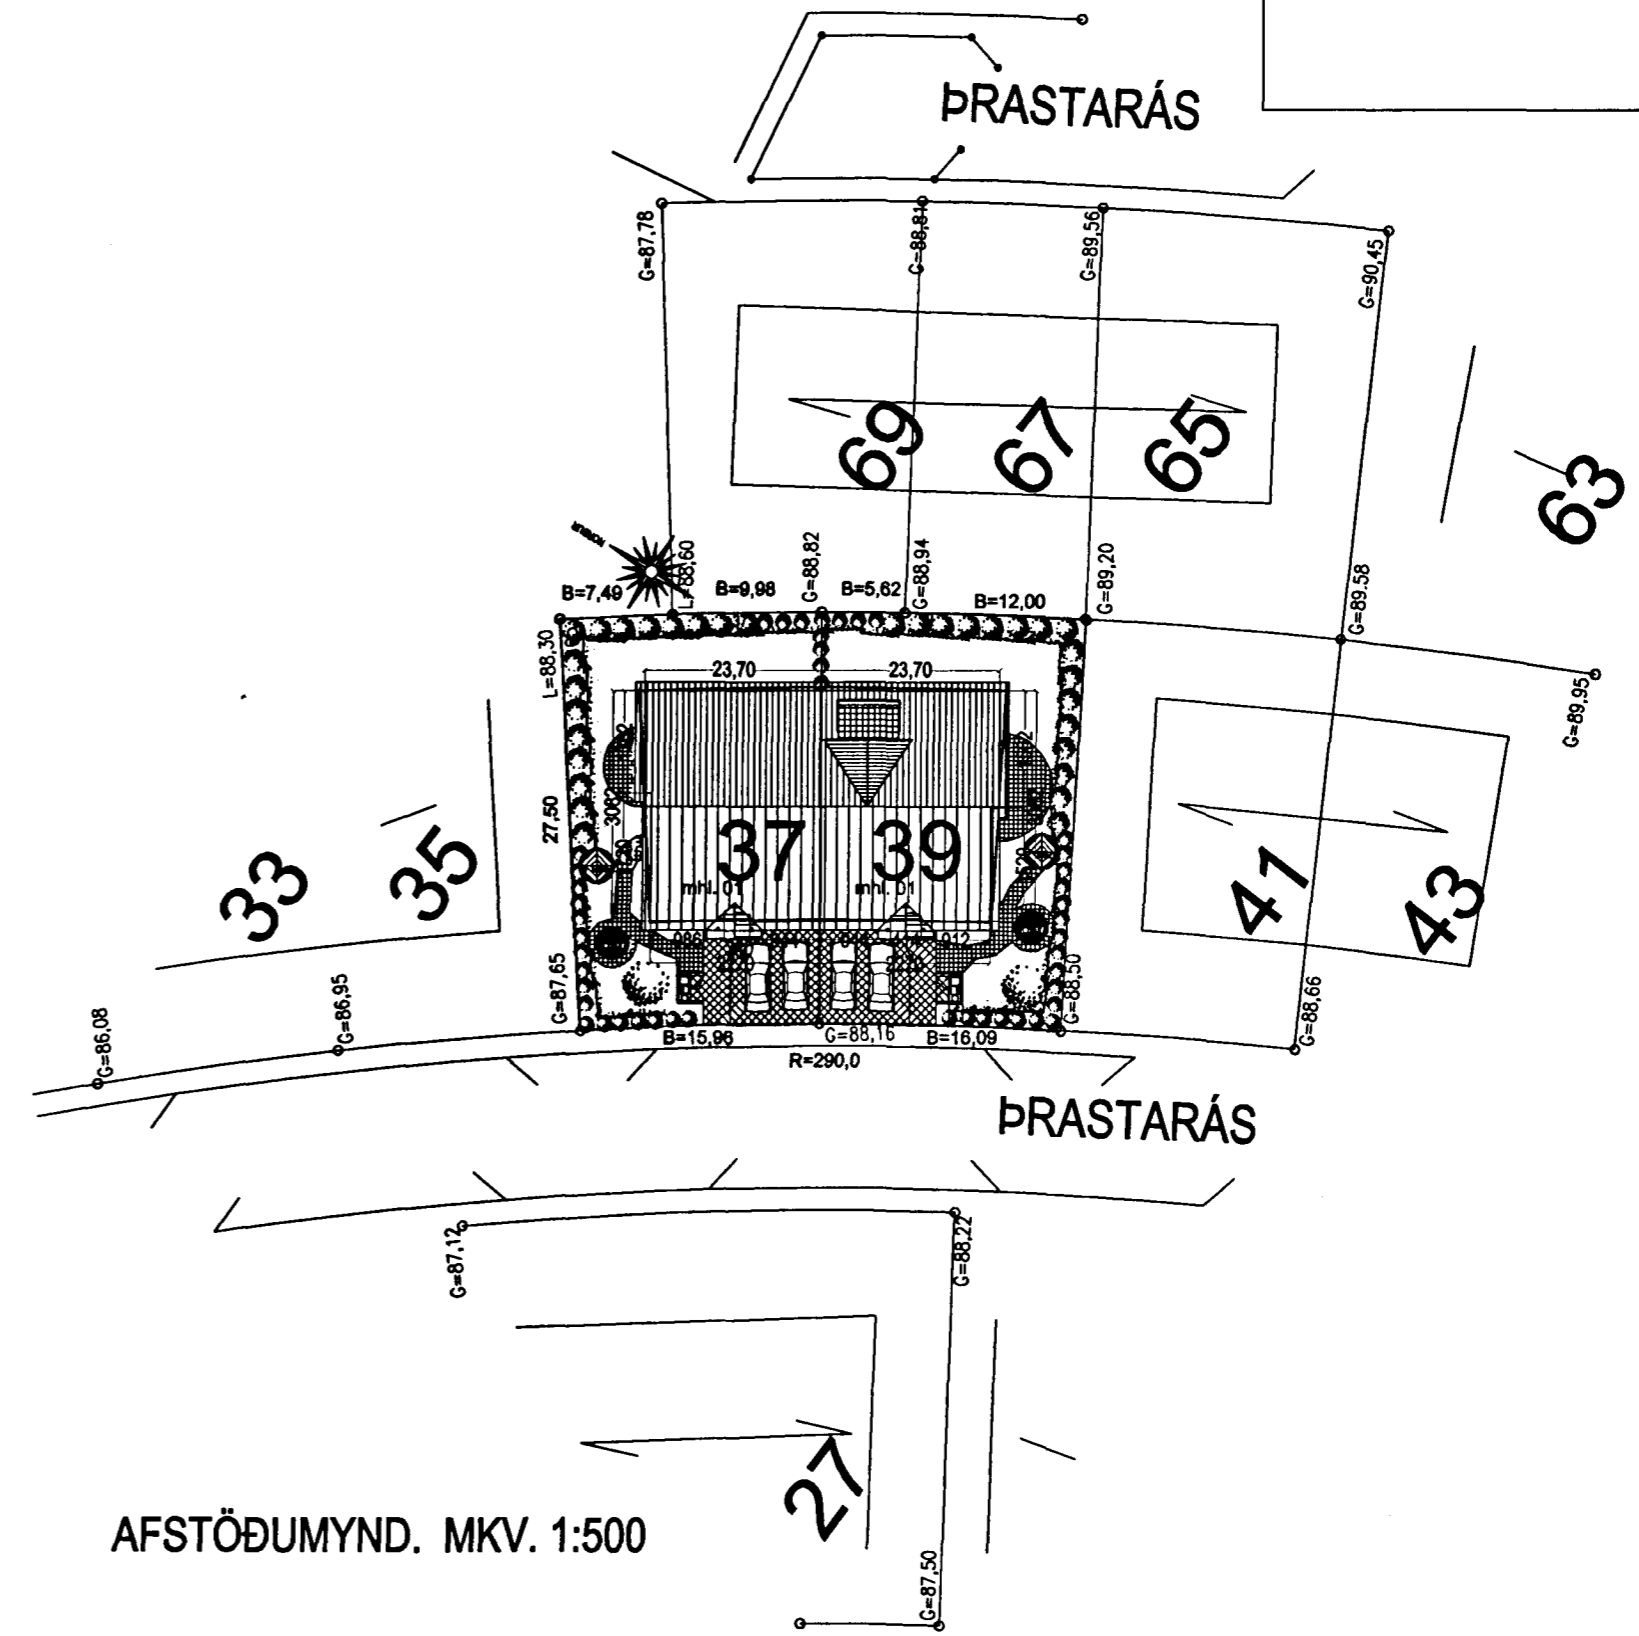 ÞRASTARÁS
G=87,78
G=88,81
G=89,56
G=90,45
69
67
65
63
NORÐUR
B=7,49
L=88,60
B=9,98
G=88,82
B=5,62
G=88,94
B=12,00
G=89,20
G=89.58
G=89,95
L=88,30
23,70
23,70
27,50
3082
33
35
37
39
41
43
mhl. 01
mhl. 01
G=87,65
G=88,50
G=88,66
G=86,08
G=86,95
B=15,96
G=88,16
B=16,09
R=290,0
ÞRASTARÁS
G=87,12
G=88,22
27
G=87,50
AFSTÖÐUMYND. MKV. 1:500